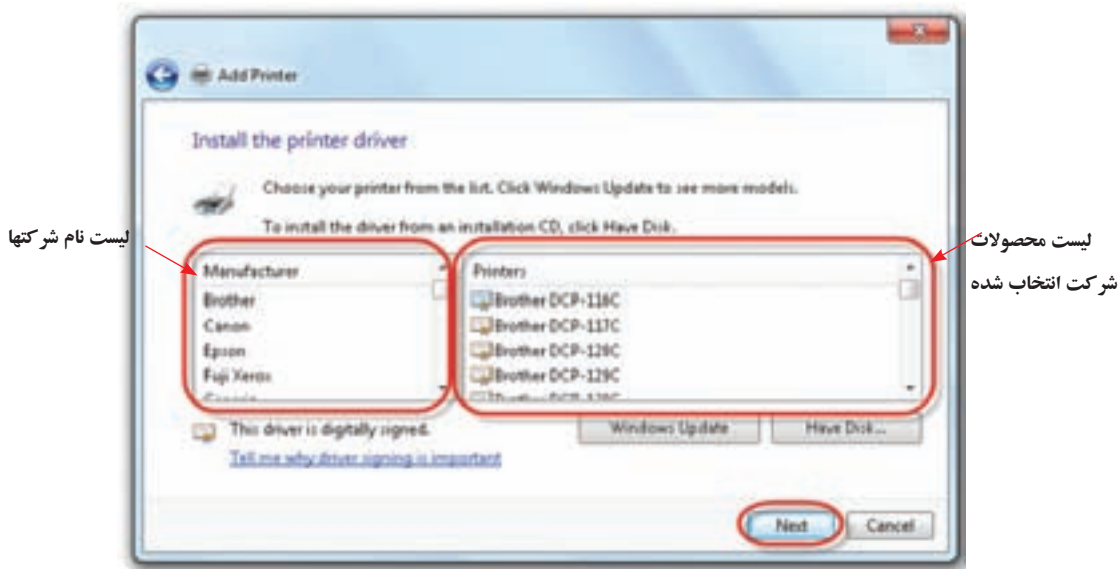 Add Printer
Install the printer driver
Choose your printer from the list. Click Windows Update to see more models.
To install the driver from an installation CD, click Have Disk.
لیست نام شرکتها
لیست محصولات
شرکت انتخاب شده
Manufacturer
Brother
Canon
Epson
Fuji Xerox
Generic
Printers
Brother DCP-116C
Brother DCP-117C
Brother DCP-128C
Brother DCP-129C
This driver is digitally signed.
Tell me why driver signing is important
Windows Update
Have Disk...
Next
Cancel